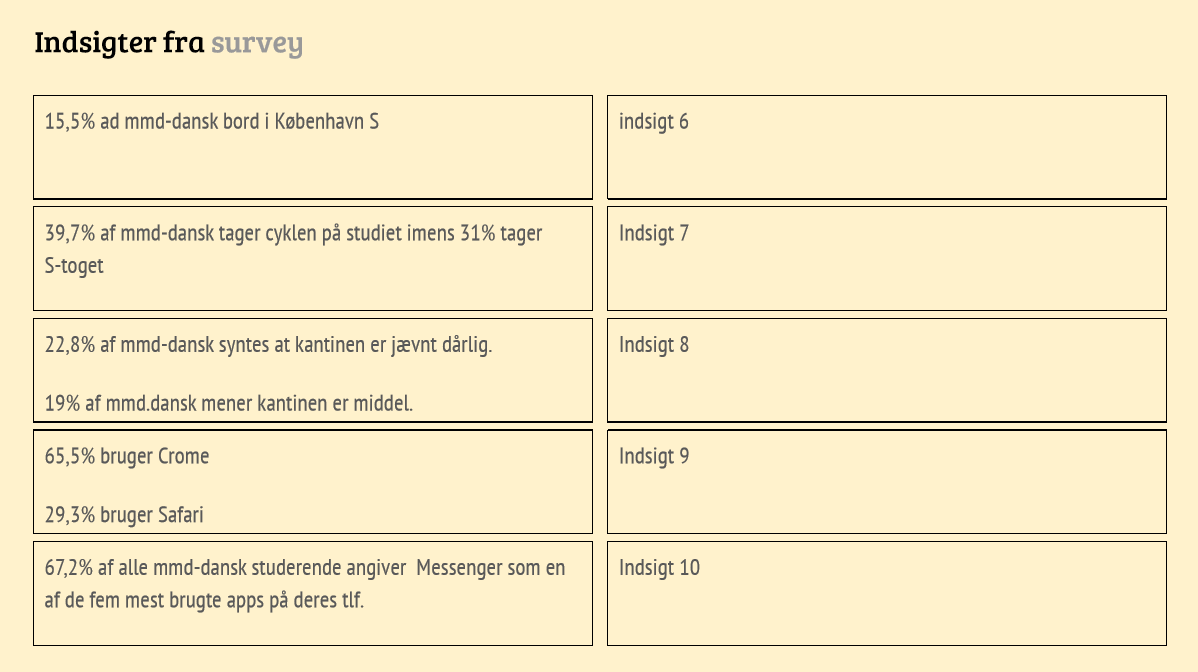 Indsigter fra survey
15,5% ad mmd-dansk bord i København S
39,7% af mmd-dansk tager cyklen på studiet imens 31% tager
S-toget
22,8% af mmd-dansk syntes at kantinen er jævnt dårlig.
19% af mmd.dansk mener kantinen er middel.
65,5% bruger Crome
29,3% bruger Safari
67,2% af alle mmd-dansk studerende angiver  Messenger som en
af de fem mest brugte apps på deres tlf.
indsigt 6
Indsigt 7
Indsigt 8
Indsigt 9
Indsigt 10